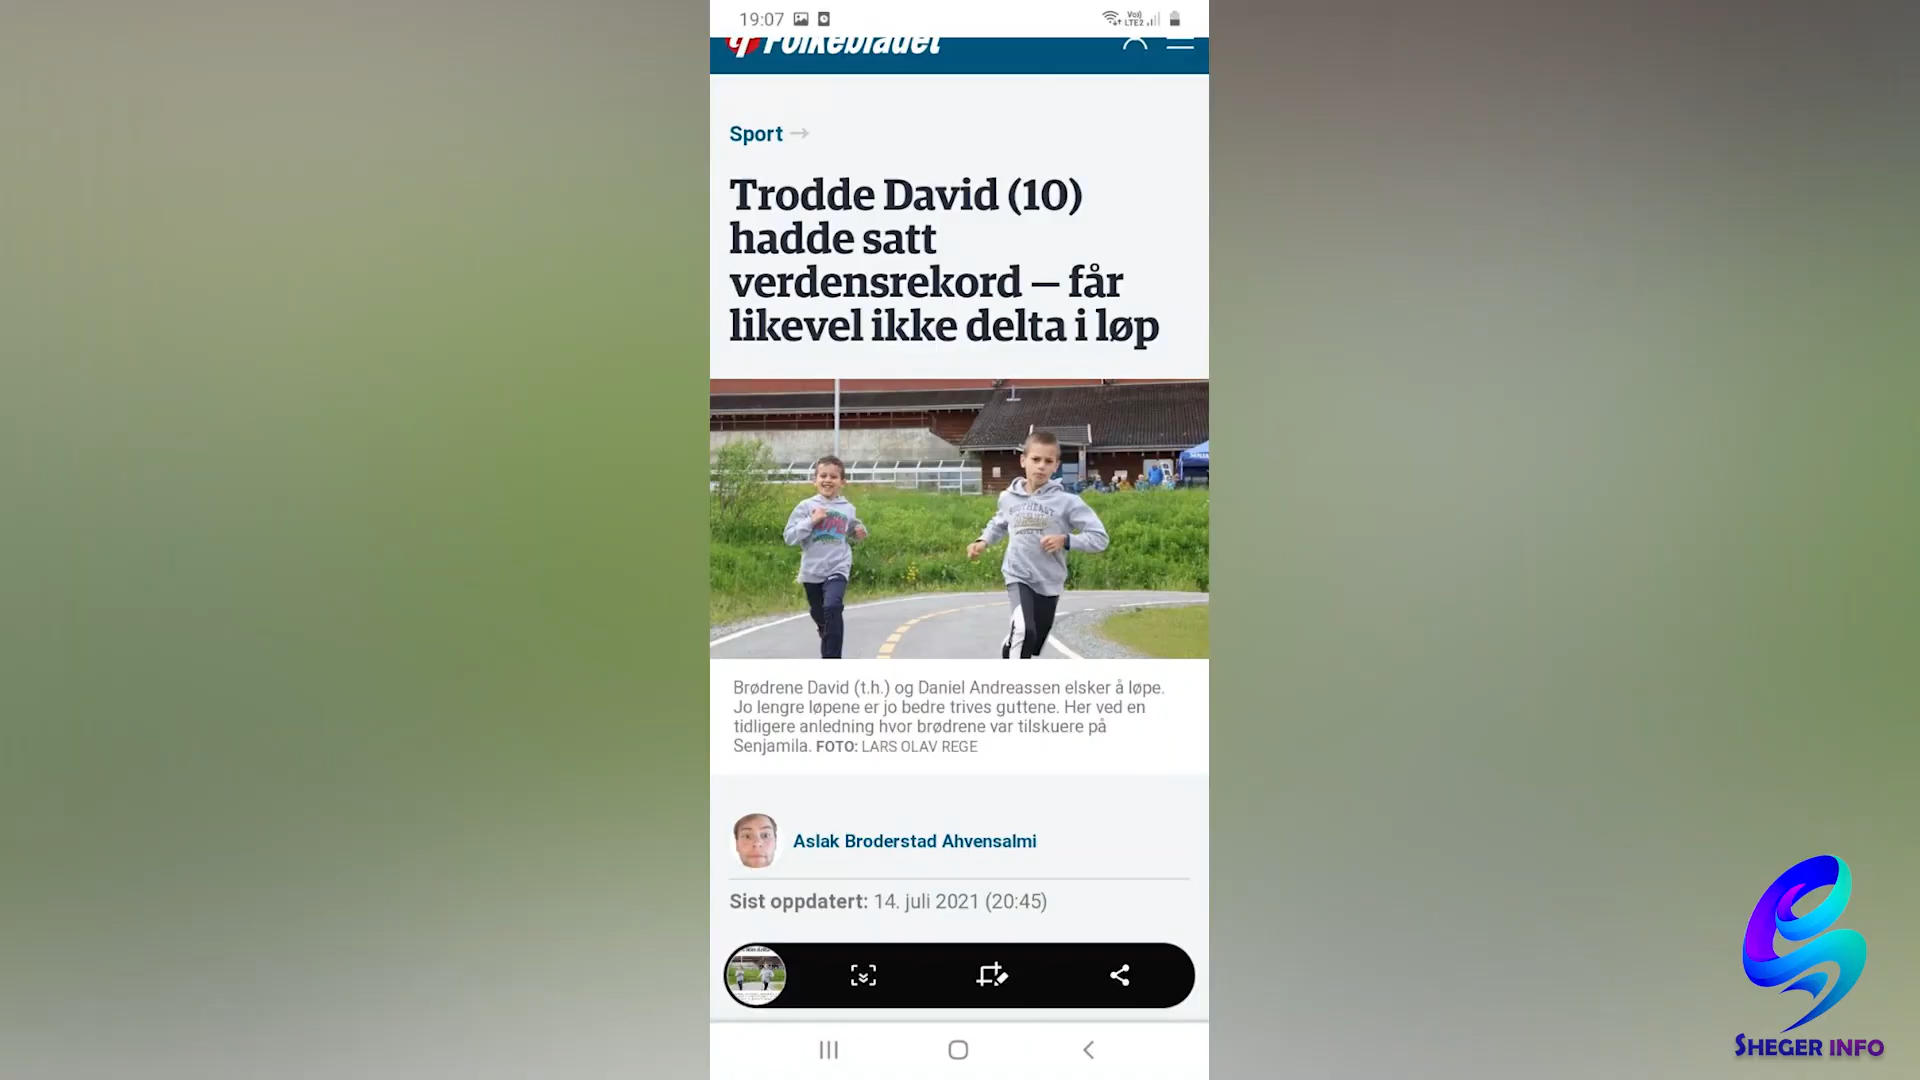 19:07
Vo)
LTE2
Folkebladet
Sport →
Trodde David (10)
hadde satt
verdensrekord – får
likevel ikke delta i løp
Brødrene David (t.h.) og Daniel Andreassen elsker å løpe.
Jo lengre løpene er jo bedre trives guttene. Her ved en
tidligere anledning hvor brødrene var tilskuere på
Senjamila. FOTO: LARS OLAV REGE
Aslak Broderstad Ahvensalmi
Sist oppdatert: 14. juli 2021 (20:45)
SHEGER INFO